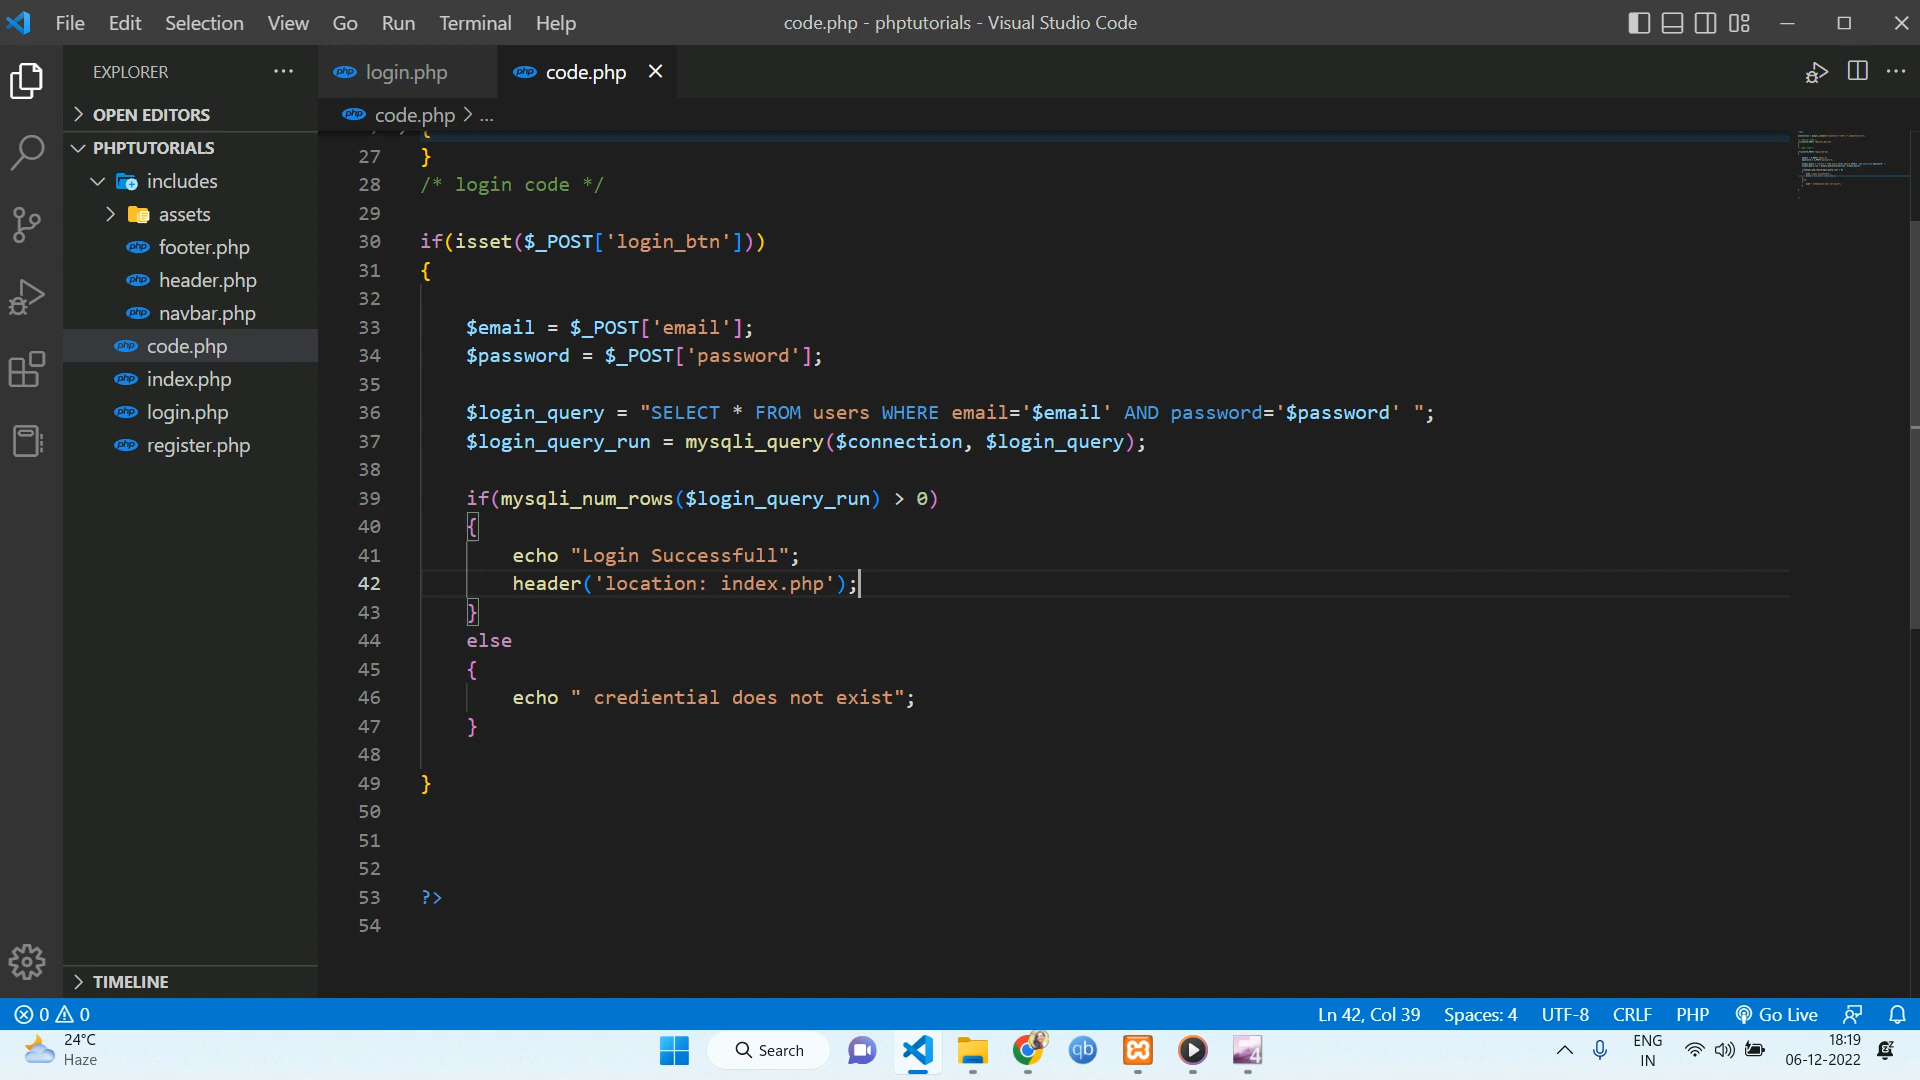 File Edit Selection View Go Run Terminal Help
code.php - phptutorials - Visual Studio Code
EXPLORER
OPEN EDITORS
PHPTUTORIALS
includes
assets
footer.php
header.php
navbar.php
code.php
index.php
login.php
register.php
TIMELINE
login.php
code.php
code.php > ...
27 }
28 /* login code */
29
30 if(isset($_POST['login_btn']))
31 {
32
33 $email = $_POST['email'];
34 $password = $_POST['password'];
35
36 $login_query = "SELECT * FROM users WHERE email='$email' AND password='$password' ";
37 $login_query_run = mysqli_query($connection, $login_query);
38
39 if(mysqli_num_rows($login_query_run) > 0)
40 {
41 echo "Login Successfull";
42 header('location: index.php');
43 }
44 else
45 {
46 echo " crediential does not exist";
47 }
48
49 }
50
51
52
53 ?>
54
0 0
Ln 42, Col 39 Spaces: 4 UTF-8 CRLF PHP Go Live
24°C
Haze
Search
qb
4
ENG
IN
18:19
06-12-2022